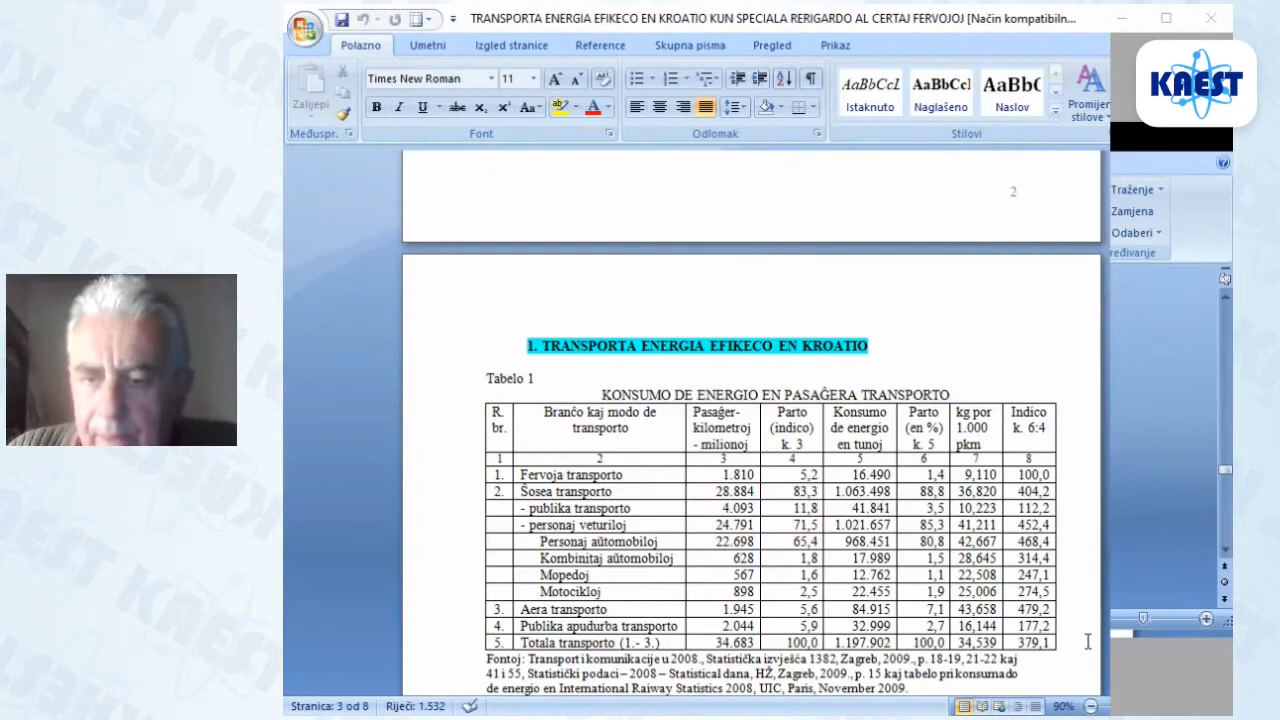 TRANSPORTA ENERGIA EFIKECO EN KROATIO KUN SPECIALA RERIGARDO AL CERTAJ FERVOJOJ [Način kompatibiln...
Polazno Umetni Izgled stranice Reference Skupna pisma Pregled Prikaz
Zalijepi
Međuspr.
Times New Roman 11
Font
Odlomak
AaBbCcL AaBbCcl AaBb(
Istaknuto Naglašeno Naslov
Promijeni stilove
Stilovi
KAEST
Traženje
Zamjena
Odaberi
ređivanje
2
1. TRANSPORTA ENERGIA EFIKECO EN KROATIO
Tabelo 1
KONSUMO DE ENERGIO EN PASAĜERA TRANSPORTO
R. Branĉo kaj modo de Pasaĝer- Parto Konsumo Parto kg por Indico
br. transporto kilometroj (indico) de energio (en %) 1.000 k. 6:4
- milionoj k. 3 en tunoj k. 5 pkm
1 2 3 4 5 6 7 8
1. Fervoja transporto 1.810 5,2 16.490 1,4 9,110 100,0
2. Ŝosea transporto 28.884 83,3 1.063.498 88,8 36,820 404,2
- publika transporto 4.093 11,8 41.841 3,5 10,223 112,2
- personaj veturiloj 24.791 71,5 1.021.657 85,3 41,211 452,4
Personaj aŭtomobiloj 22.698 65,4 968.451 80,8 42,667 468,4
Kombinitaj aŭtomobiloj 628 1,8 17.989 1,5 28,645 314,4
Mopedoj 567 1,6 12.762 1,1 22,508 247,1
Motocikloj 898 2,5 22.455 1,9 25,006 274,5
3. Aera transporto 1.945 5,6 84.915 7,1 43,658 479,2
4. Publika apudurba transporto 2.044 5,9 32.999 2,7 16,144 177,2
5. Totala transporto (1.- 3.) 34.683 100,0 1.197.902 100,0 34,539 379,1
Fontoj: Transport i komunikacije u 2008., Statistička izvješća 1382, Zagreb, 2009., p. 18-19, 21-22 kaj
41 i 55, Statistički podaci – 2008 – Statistical dana, HŽ, Zagreb, 2009., p. 15 kaj tabelo pri konsumado
de energio en International Raiway Statistics 2008, UIC, Paris, November 2009.
Stranica: 3 od 8 Riječi: 1.532 90%